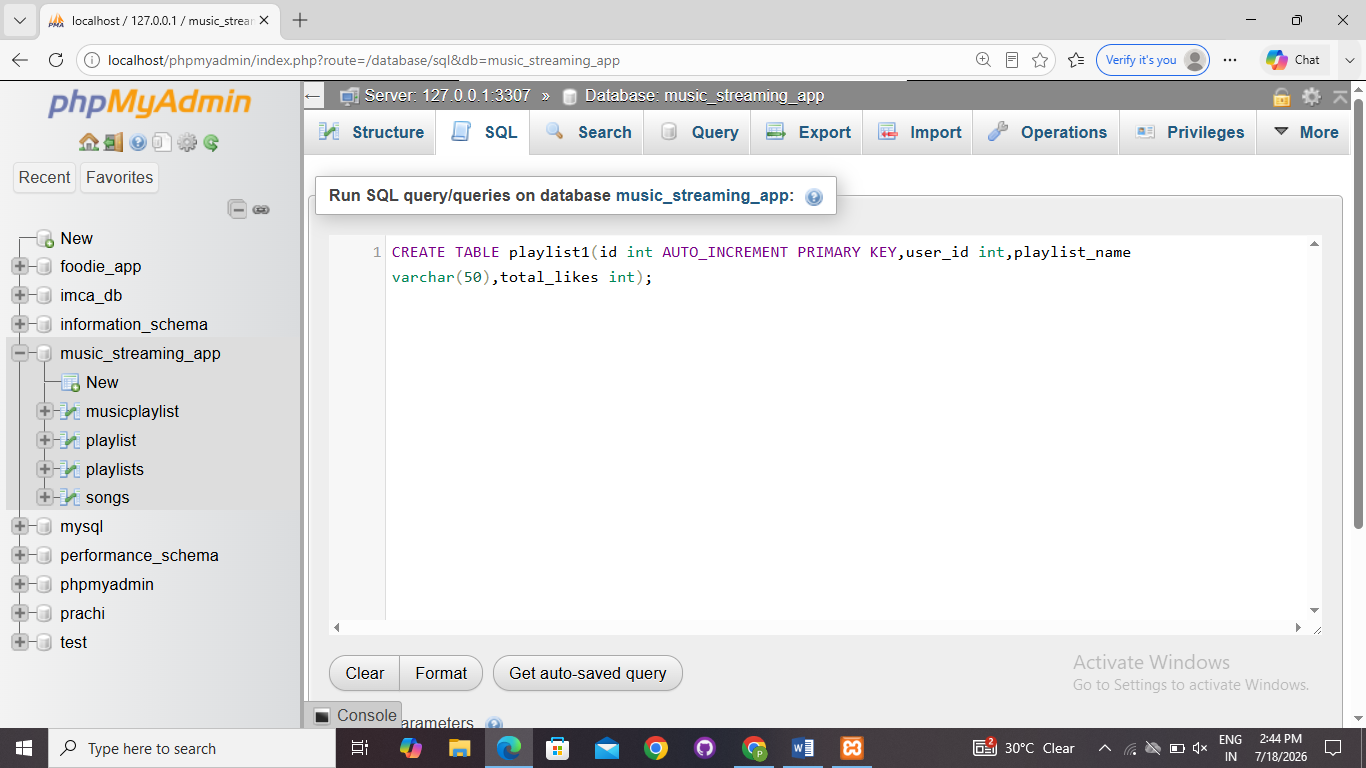 localhost / 127.0.0.1 / music_strea
localhost/phpmyadmin/index.php?route=/database/sql&db=music_streaming_app
Verify it's you
Chat
phpMyAdmin
Recent
Favorites
New
foodie_app
imca_db
information_schema
music_streaming_app
New
musicplaylist
playlist
playlists
songs
mysql
performance_schema
phpmyadmin
prachi
test
Server: 127.0.0.1:3307 » Database: music_streaming_app
Structure SQL Search Query Export Import Operations Privileges More
Run SQL query/queries on database music_streaming_app:
1 CREATE TABLE playlist1(id int AUTO_INCREMENT PRIMARY KEY,user_id int,playlist_name
varchar(50),total_likes int);
Clear Format Get auto-saved query
Activate Windows
Go to Settings to activate Windows.
Console
arameters
Type here to search
2
30°C Clear
ENG
IN
2:44 PM
7/18/2026